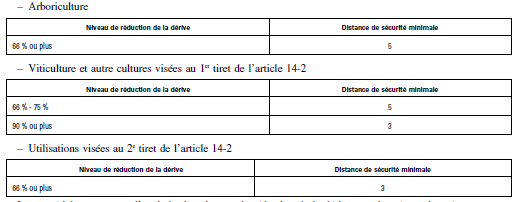 – Arboriculture
Niveau de réduction de la dérive Distance de sécurité minimale
66 % ou plus 5
– Viticulture et autre cultures visées au 1er tiret de l'article 14-2
Niveau de réduction de la dérive Distance de sécurité minimale
66 % - 75 % 5
90 % ou plus 3
– Utilisations visées au 2e tiret de l'article 14-2
Niveau de réduction de la dérive Distance de sécurité minimale
66 % ou plus 3